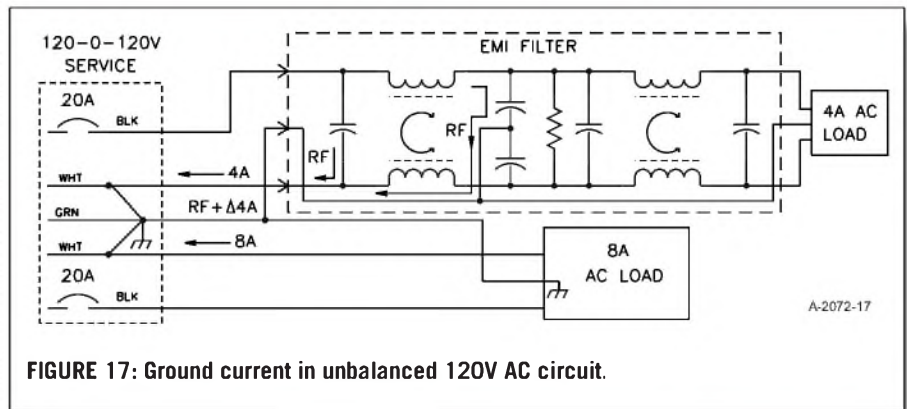 120-0-120V
SERVICE
EMI FILTER
20A
BLK
4A AC
LOAD
RF
RF
WHT
4A
GRN
RF+Δ4A
WHT
8A
20A
BLK
8A
AC LOAD
A-2072-17
FIGURE 17: Ground current in unbalanced 120V AC circuit.